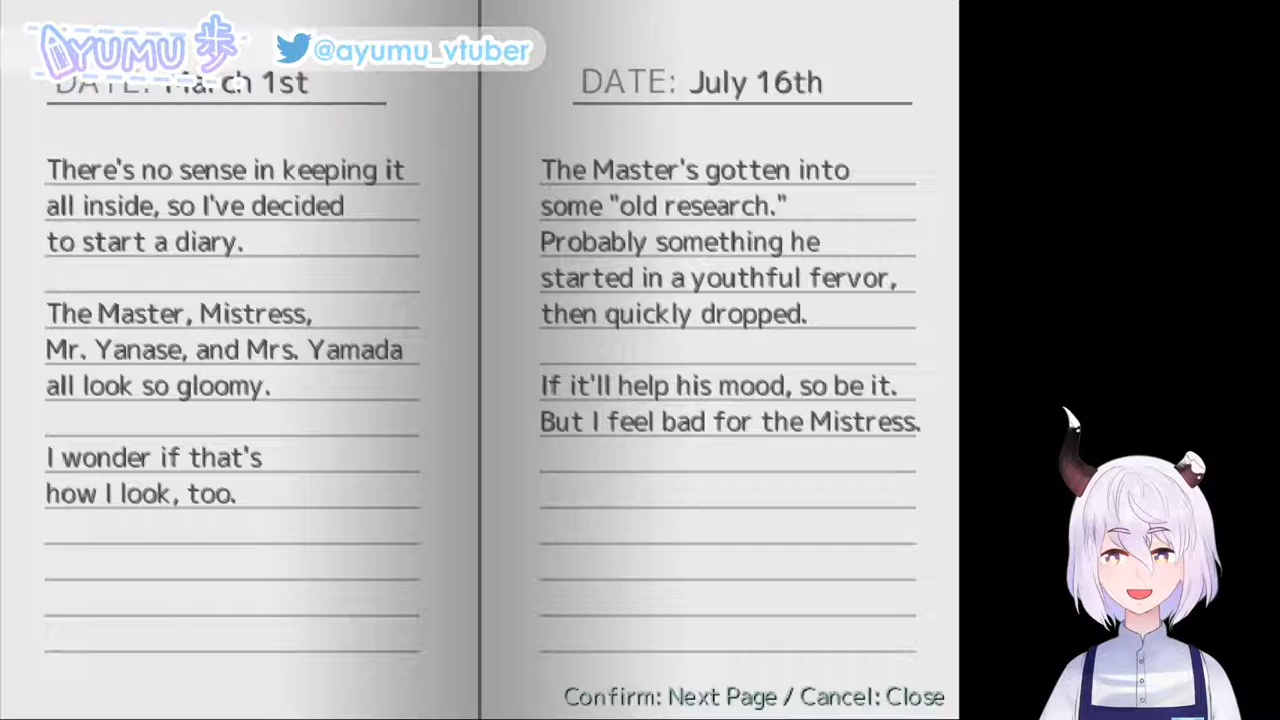 AYUMU 歩
@ayumu_vtuber
DATE: March 1st
There's no sense in keeping it
all inside, so I've decided
to start a diary.
The Master, Mistress,
Mr. Yanase, and Mrs. Yamada
all look so gloomy.
I wonder if that's
how I look, too.
DATE: July 16th
The Master's gotten into
some "old research."
Probably something he
started in a youthful fervor,
then quickly dropped.
If it'll help his mood, so be it.
But I feel bad for the Mistress.
Confirm: Next Page / Cancel: Close